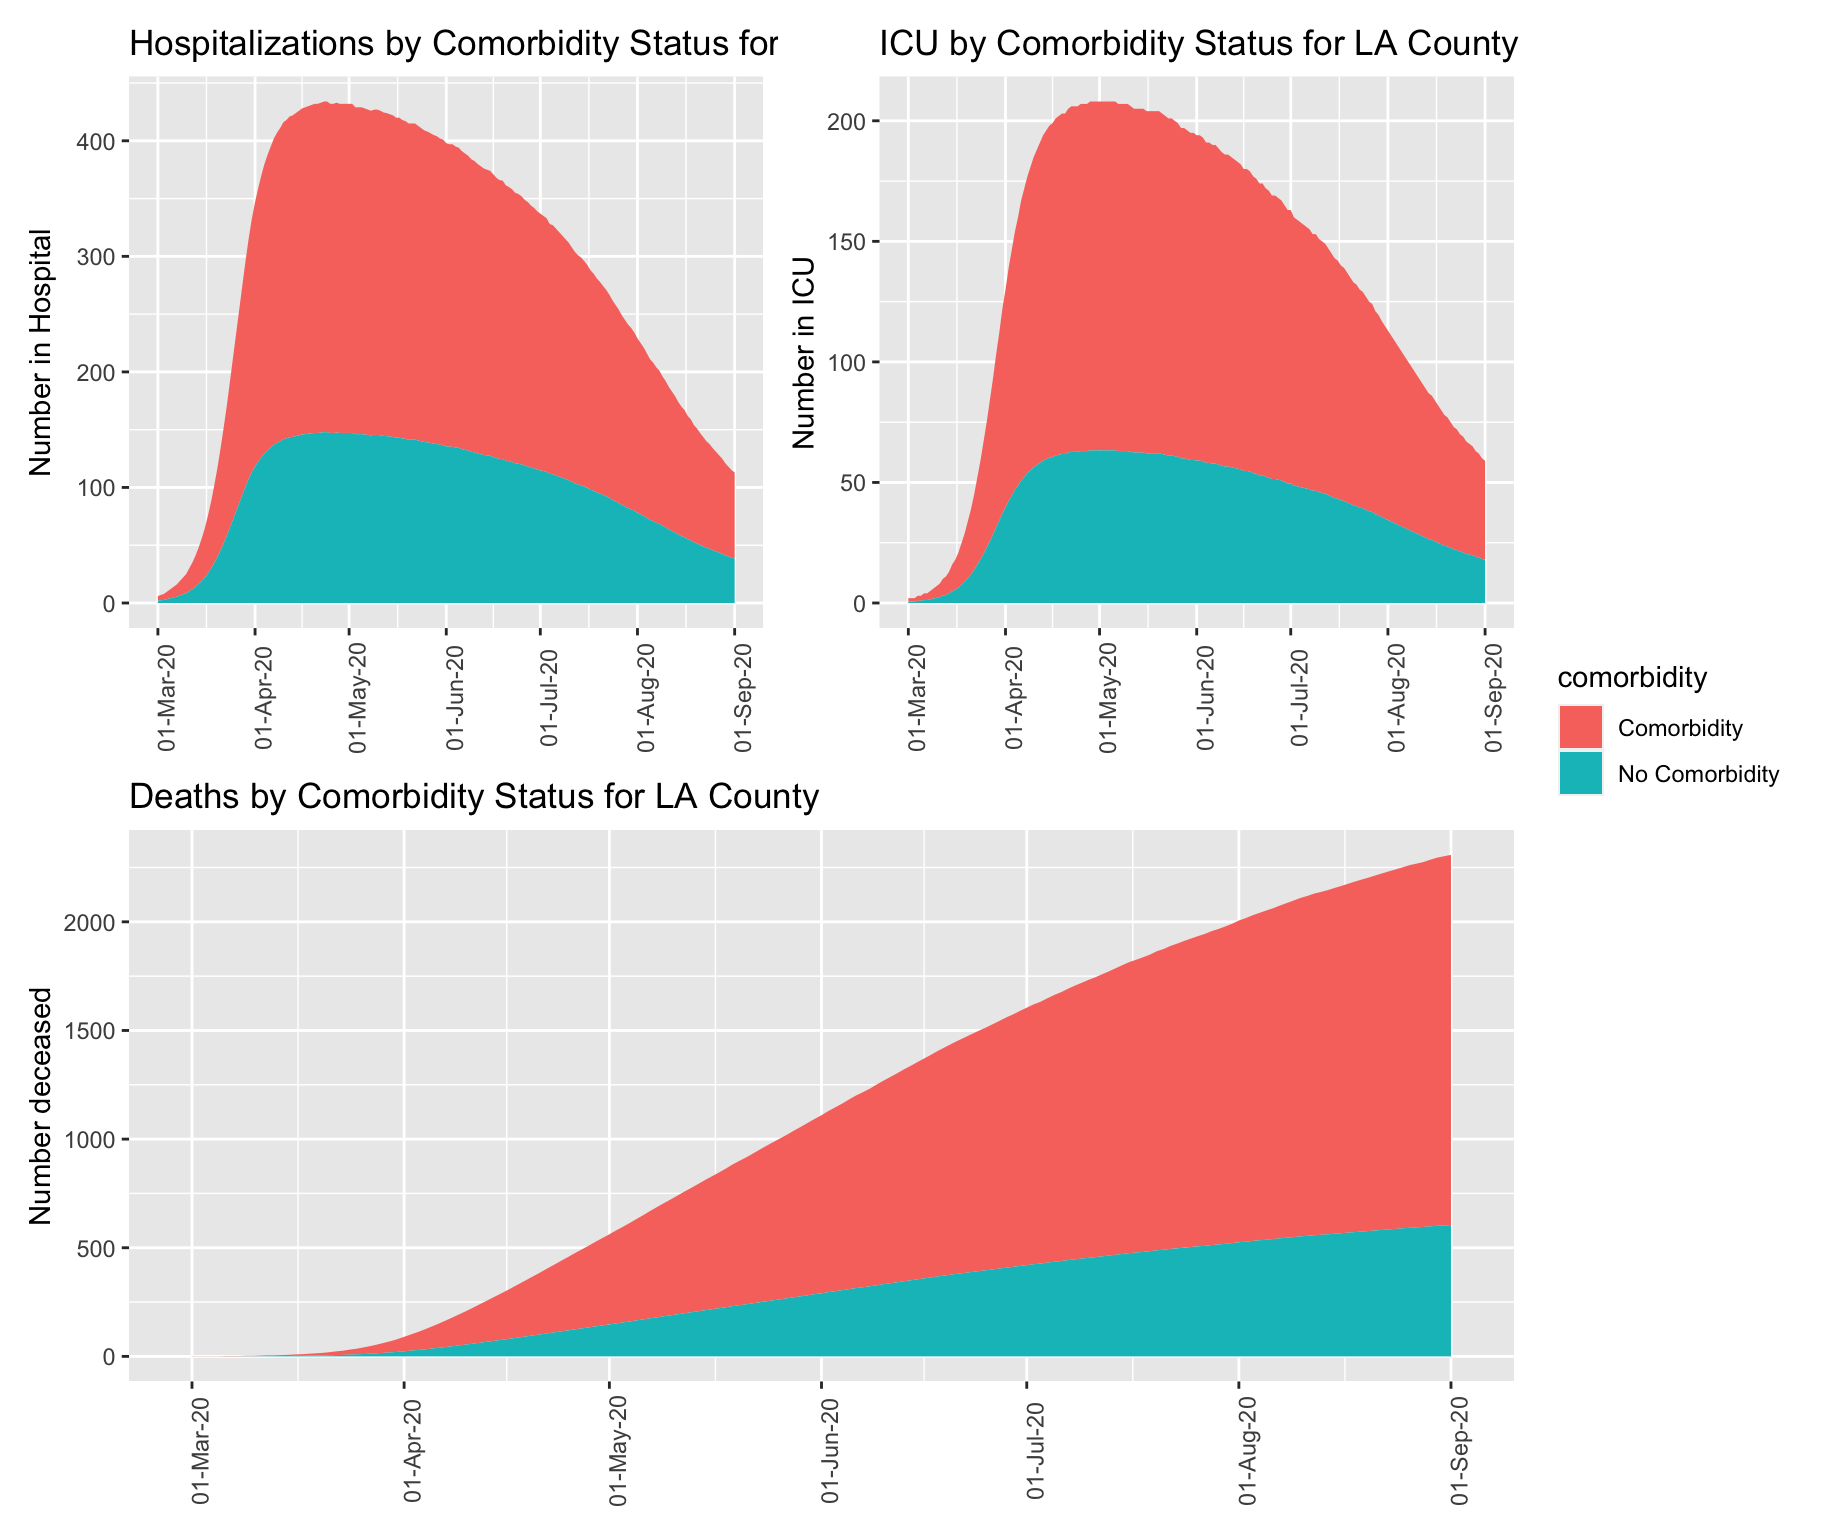 Hospitalizations by Comorbidity Status for
Number in Hospital
400
300
200
100
0
01-Mar-20
01-Apr-20
01-May-20
01-Jun-20
01-Jul-20
01-Aug-20
01-Sep-20
ICU by Comorbidity Status for LA County
Number in ICU
200
150
100
50
0
01-Mar-20
01-Apr-20
01-May-20
01-Jun-20
01-Jul-20
01-Aug-20
01-Sep-20
comorbidity
Comorbidity
No Comorbidity
Deaths by Comorbidity Status for LA County
Number deceased
2000
1500
1000
500
0
01-Mar-20
01-Apr-20
01-May-20
01-Jun-20
01-Jul-20
01-Aug-20
01-Sep-20